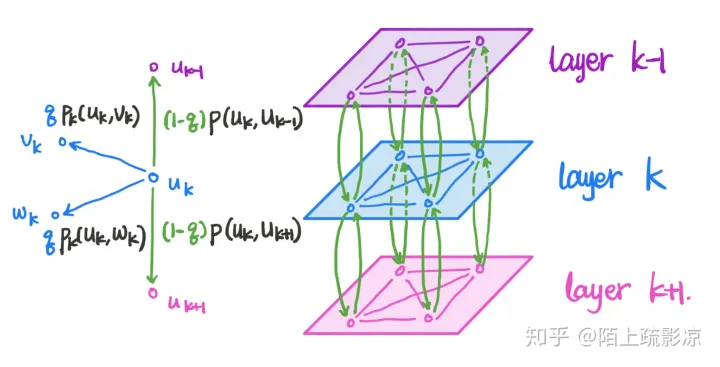 u_{k-1}
q p_k(u_k, v_k)
(1-q) p(u_k, u_{k-1})
v_k
u_k
w_k
q p_k(u_k, w_k)
(1-q) p(u_k, u_{k+1})
u_{k+1}
layer k-1
layer k
layer k+1.
知乎 @陌上疏影凉